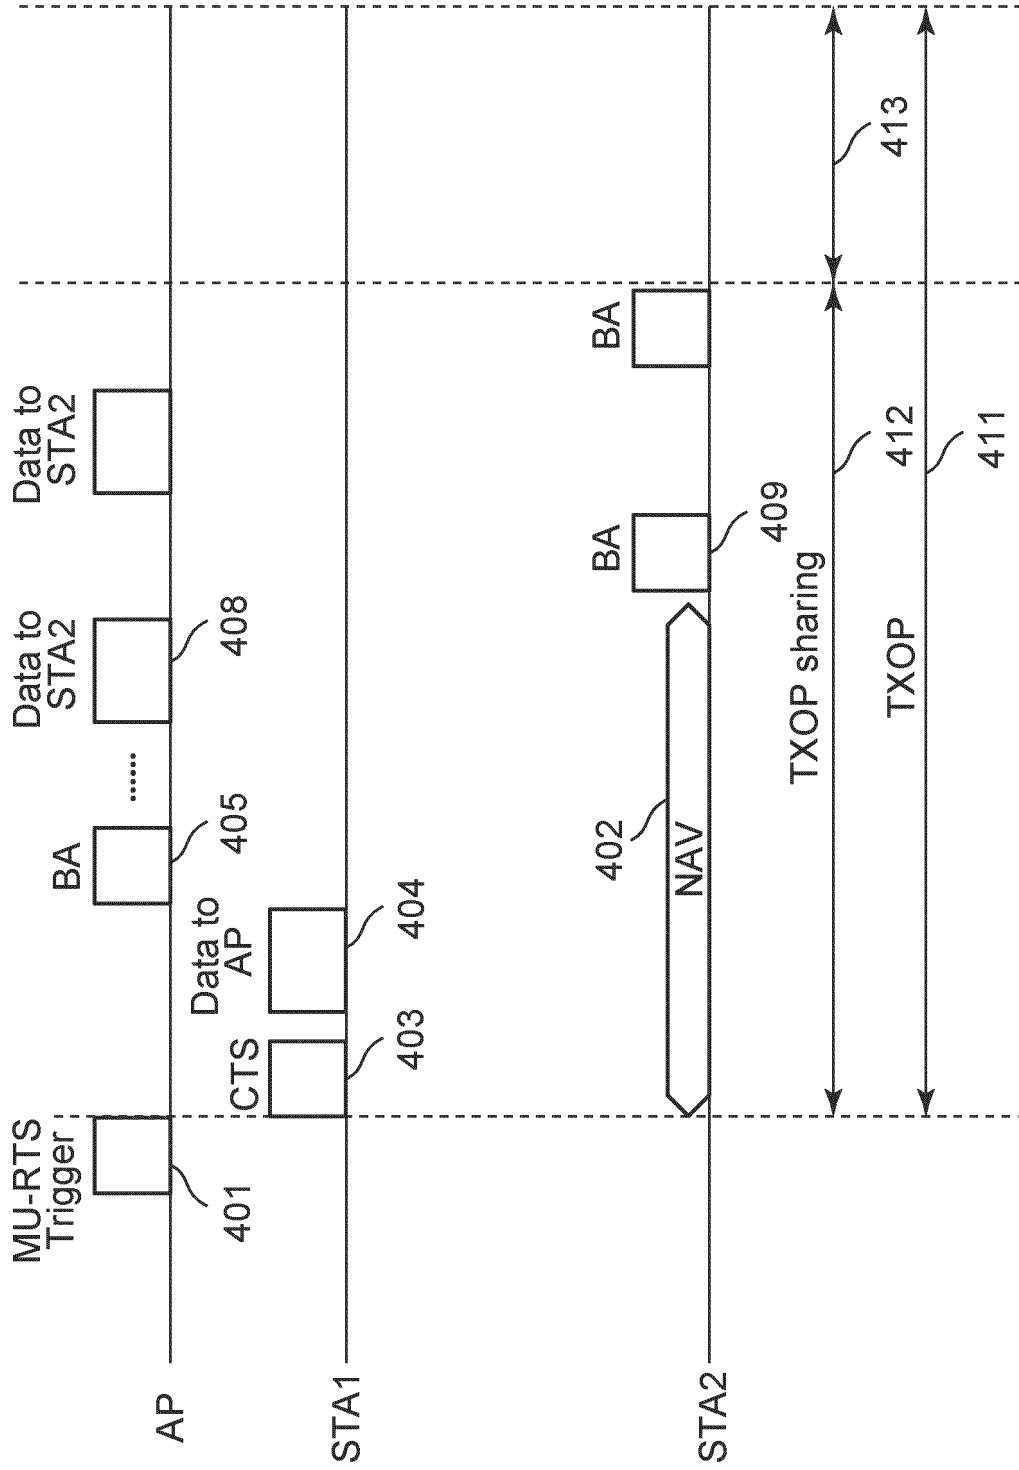 MU-RTS
Trigger
401
BA
405
......
Data to
STA2
408
Data to
STA2
AP
CTS
403
Data to
AP
404
STA1
402
NAV
BA
409
BA
STA2
TXOP sharing
412
413
TXOP
411